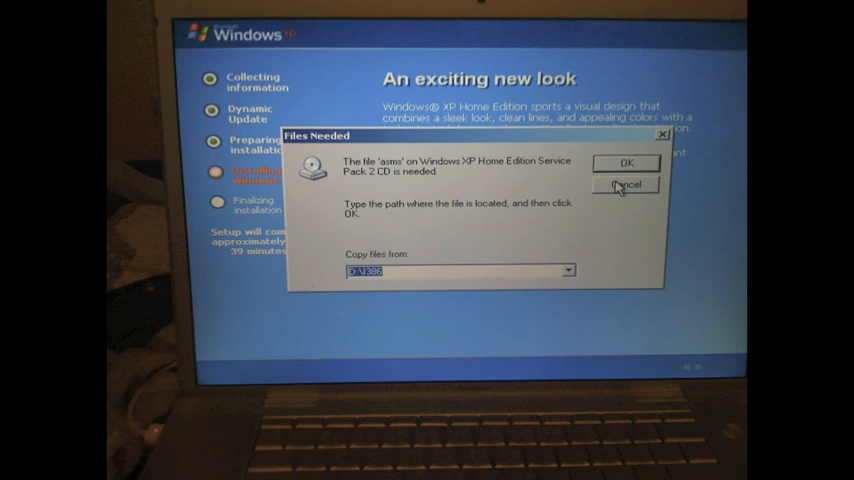 Microsoft
Windows xp
Collecting
information
Dynamic
Update
Preparing
installatio
Installing
Windows
Finalizing
installation
Setup will com
approximately
39 minutes
An exciting new look
Windows® XP Home Edition sports a visual design that
combines a sleek look, clean lines, and appealing colors with a
Files Needed
The file 'asms' on Windows XP Home Edition Service
Pack 2 CD is needed.
Type the path where the file is located, and then click
OK.
Copy files from:
D:\I386
OK
Cancel